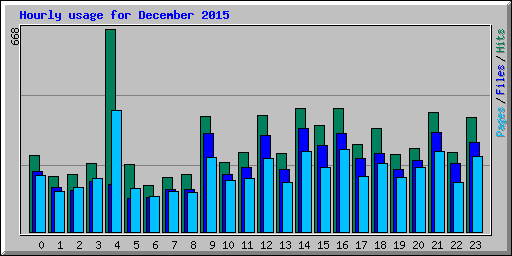 Hourly usage for December 2015
668
Pages / Files / Hits
0 1 2 3 4 5 6 7 8 9 10 11 12 13 14 15 16 17 18 19 20 21 22 23